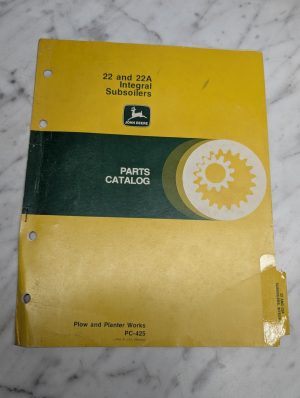 22 and 22A
Integral
Subsoilers
JOHN DEERE
PARTS
CATALOG
Plow and Planter Works
PC-425